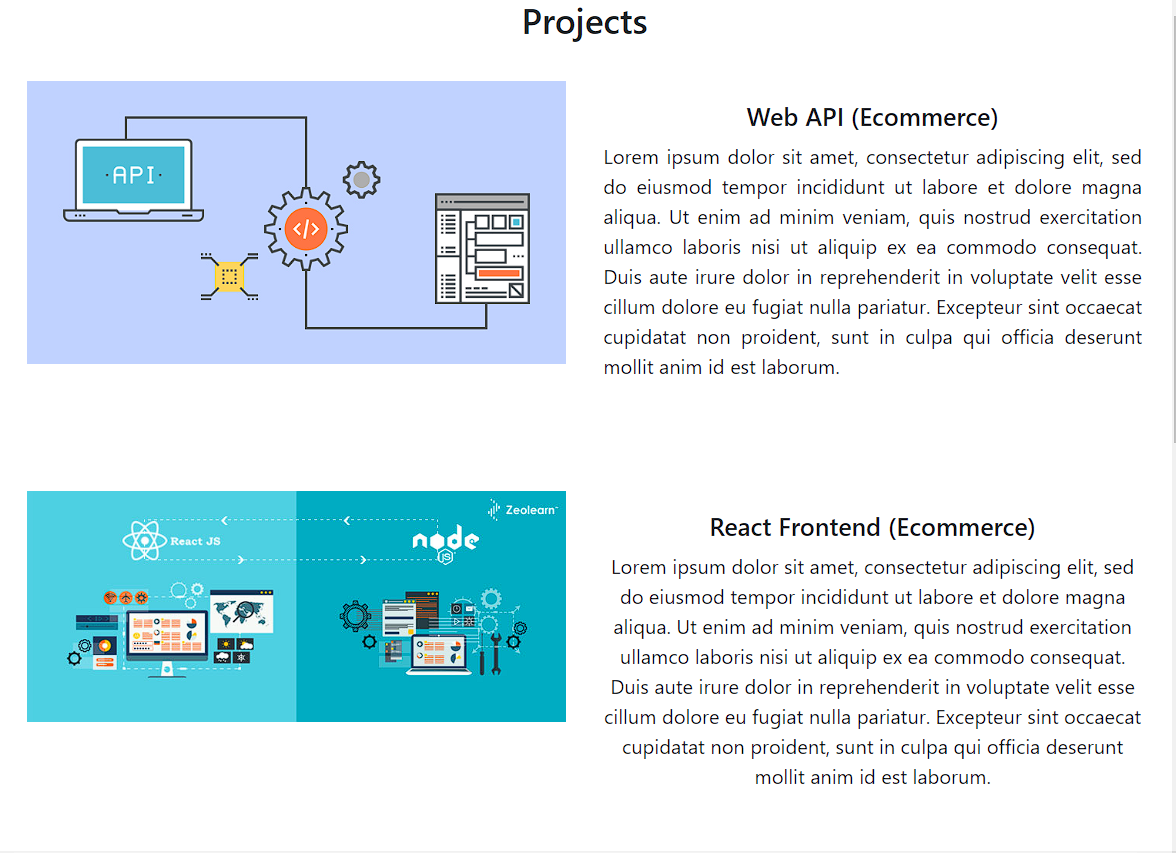 Projects
API
</>
Web API (Ecommerce)
Lorem ipsum dolor sit amet, consectetur adipiscing elit, sed
do eiusmod tempor incididunt ut labore et dolore magna
aliqua. Ut enim ad minim veniam, quis nostrud exercitation
ullamco laboris nisi ut aliquip ex ea commodo consequat.
Duis aute irure dolor in reprehenderit in voluptate velit esse
cillum dolore eu fugiat nulla pariatur. Excepteur sint occaecat
cupidatat non proident, sunt in culpa qui officia deserunt
mollit anim id est laborum.
Zeolearn
React JS
node
JS
React Frontend (Ecommerce)
Lorem ipsum dolor sit amet, consectetur adipiscing elit, sed
do eiusmod tempor incididunt ut labore et dolore magna
aliqua. Ut enim ad minim veniam, quis nostrud exercitation
ullamco laboris nisi ut aliquip ex ea commodo consequat.
Duis aute irure dolor in reprehenderit in voluptate velit esse
cillum dolore eu fugiat nulla pariatur. Excepteur sint occaecat
cupidatat non proident, sunt in culpa qui officia deserunt
mollit anim id est laborum.